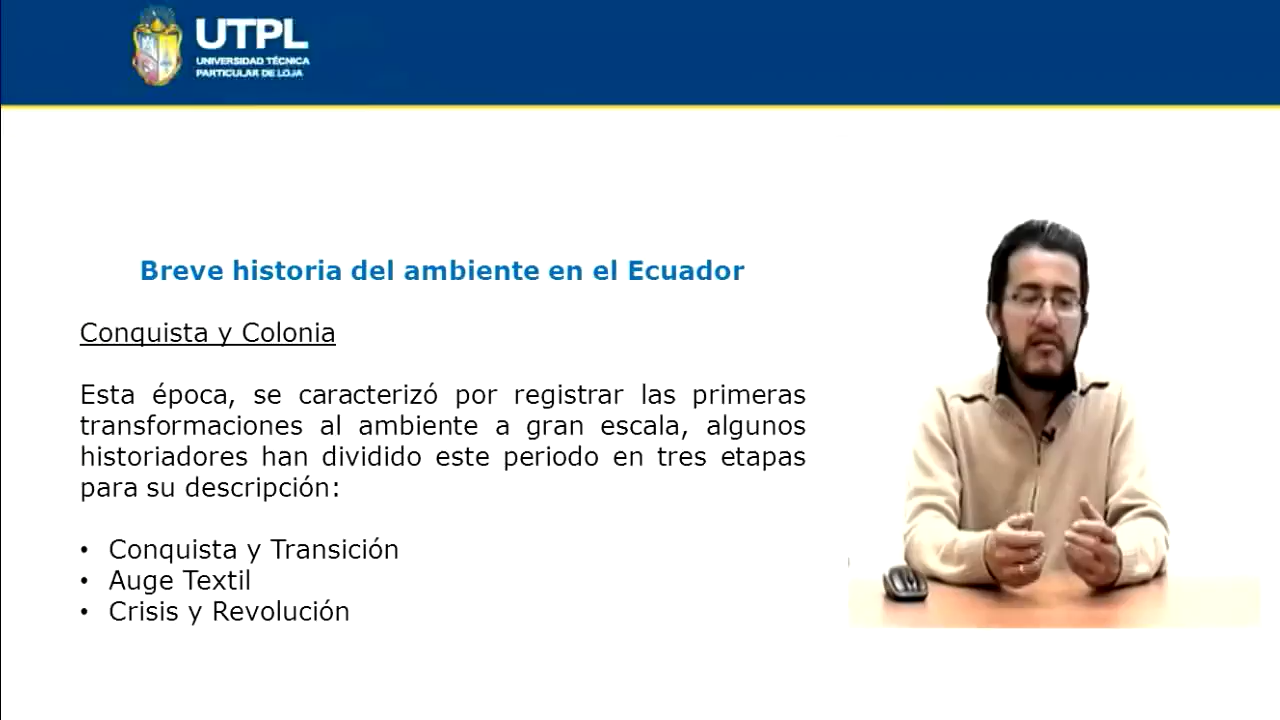 UTPL
UNIVERSIDAD TÉCNICA
PARTICULAR DE LOJA
Breve historia del ambiente en el Ecuador
Conquista y Colonia
Esta época, se caracterizó por registrar las primeras
transformaciones al ambiente a gran escala, algunos
historiadores han dividido este periodo en tres etapas
para su descripción:
• Conquista y Transición
• Auge Textil
• Crisis y Revolución